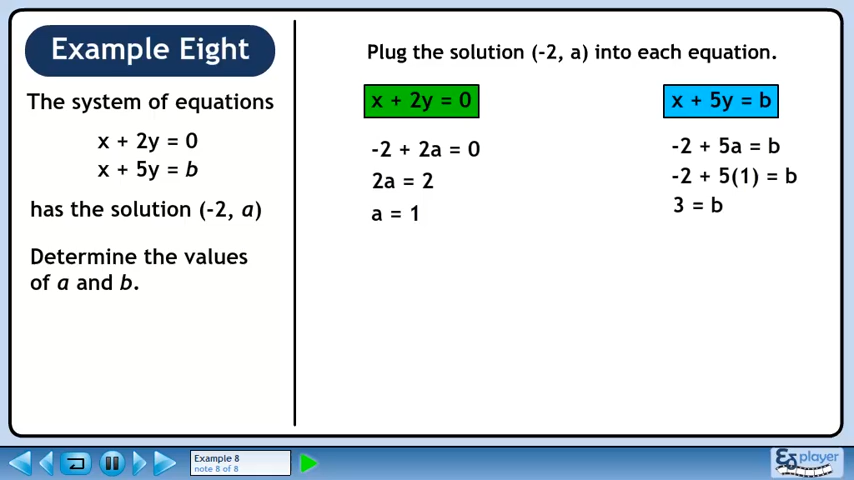 Example Eight
The system of equations
x + 2y = 0
x + 5y = b
has the solution (-2, a)
Determine the values
of a and b.
Plug the solution (-2, a) into each equation.
x + 2y = 0
-2 + 2a = 0
2a = 2
a = 1
x + 5y = b
-2 + 5a = b
-2 + 5(1) = b
3 = b
Example 8
note 8 of 8
player